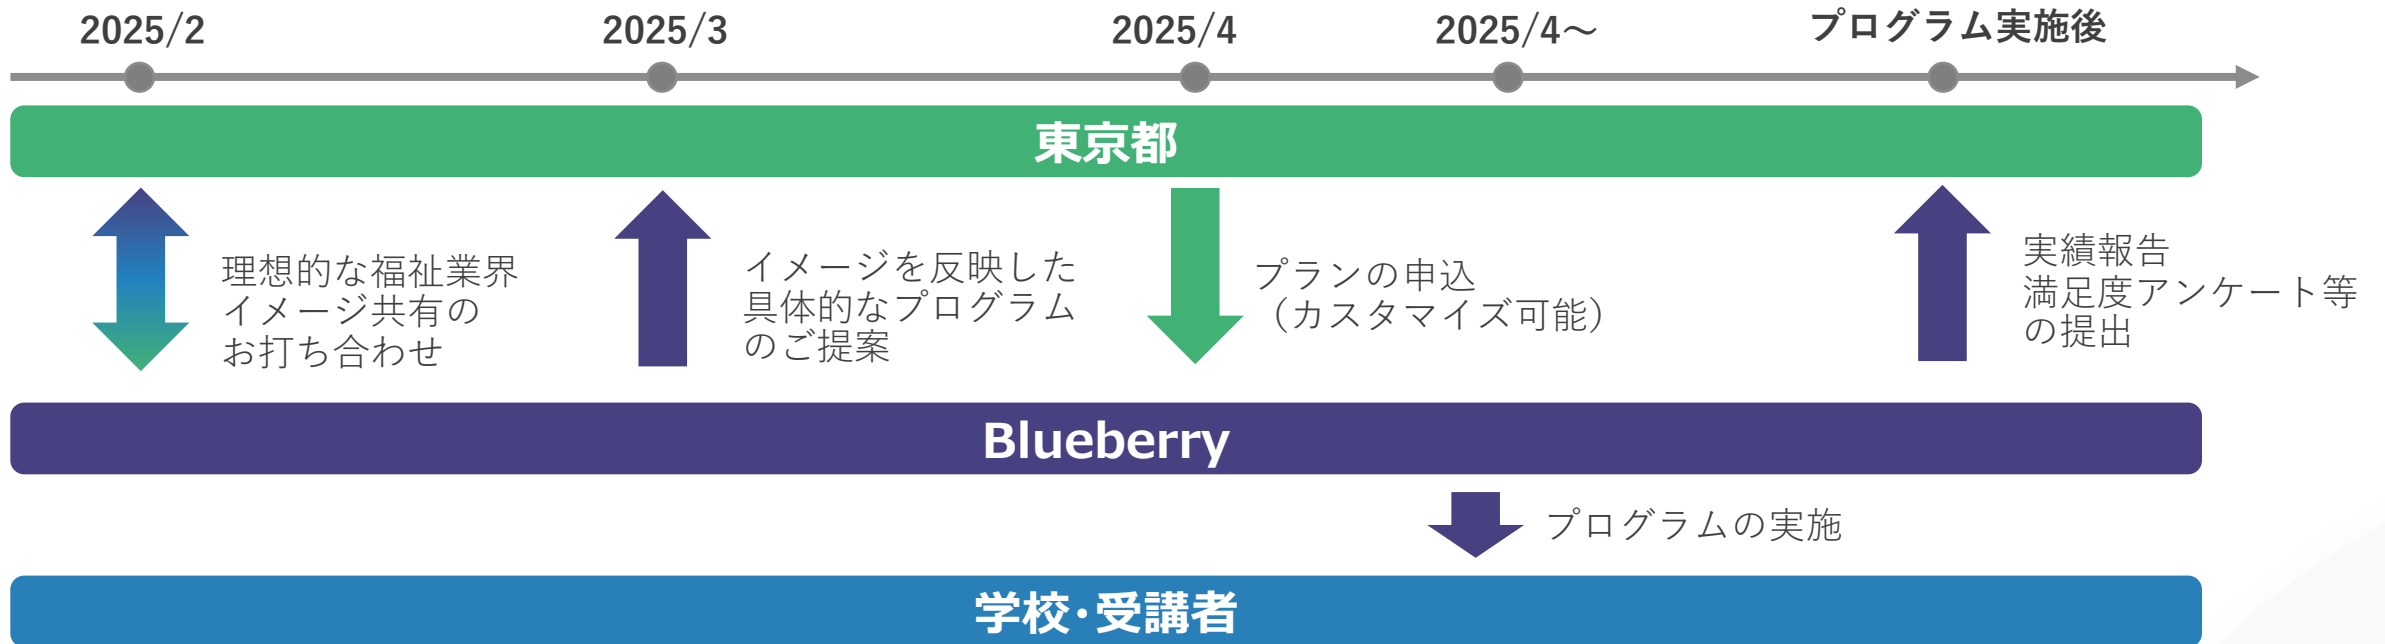 2025/2
2025/3
2025/4
2025/4～
プログラム実施後
東京都
理想的な福祉業界
イメージ共有の
お打ち合わせ
イメージを反映した
具体的なプログラム
のご提案
プランの申込
（カスタマイズ可能）
実績報告
満足度アンケート等
の提出
Blueberry
プログラムの実施
学校・受講者